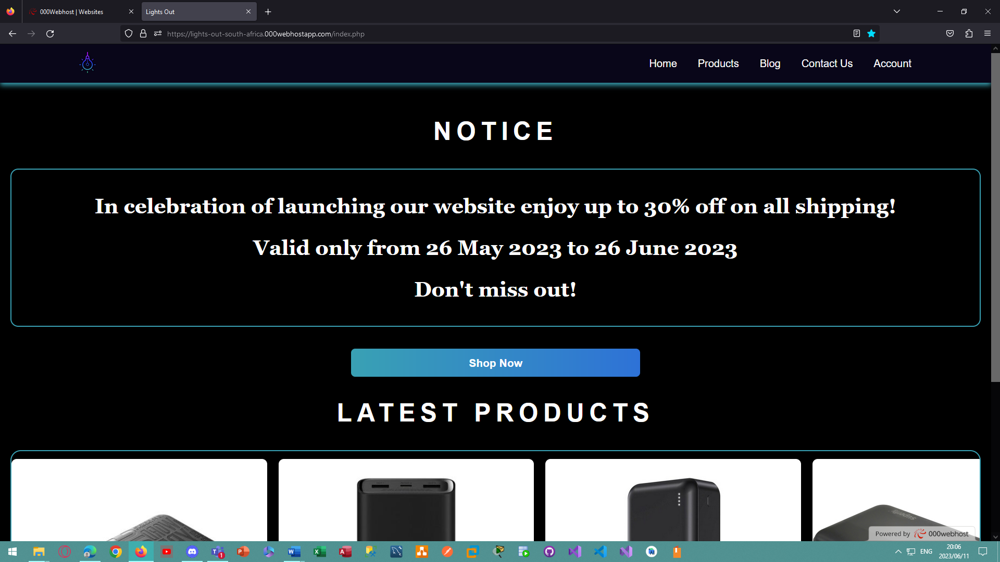 000Webhost | Websites
Lights Out
https://lights-out-south-africa.000webhostapp.com/index.php
Home Products Blog Contact Us Account
NOTICE
In celebration of launching our website enjoy up to 30% off on all shipping!
Valid only from 26 May 2023 to 26 June 2023
Don't miss out!
Shop Now
LATEST PRODUCTS
Powered by 000webhost
ENG
20:06
2023/06/11